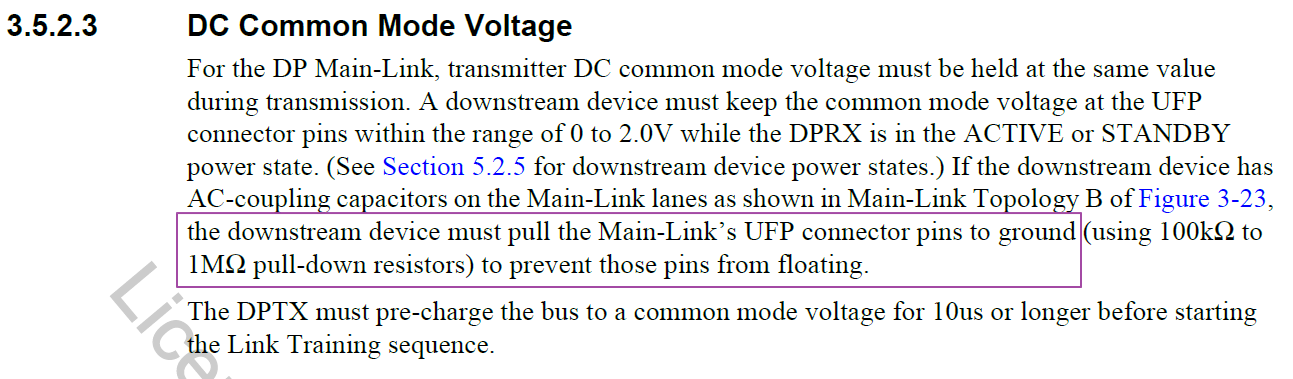 3.5.2.3 DC Common Mode Voltage
For the DP Main-Link, transmitter DC common mode voltage must be held at the same value
during transmission. A downstream device must keep the common mode voltage at the UFP
connector pins within the range of 0 to 2.0V while the DPRX is in the ACTIVE or STANDBY
power state. (See Section 5.2.5 for downstream device power states.) If the downstream device has
AC-coupling capacitors on the Main-Link lanes as shown in Main-Link Topology B of Figure 3-23,
the downstream device must pull the Main-Link’s UFP connector pins to ground (using 100kΩ to
1MΩ pull-down resistors) to prevent those pins from floating.
The DPTX must pre-charge the bus to a common mode voltage for 10us or longer before starting
the Link Training sequence.
Lice